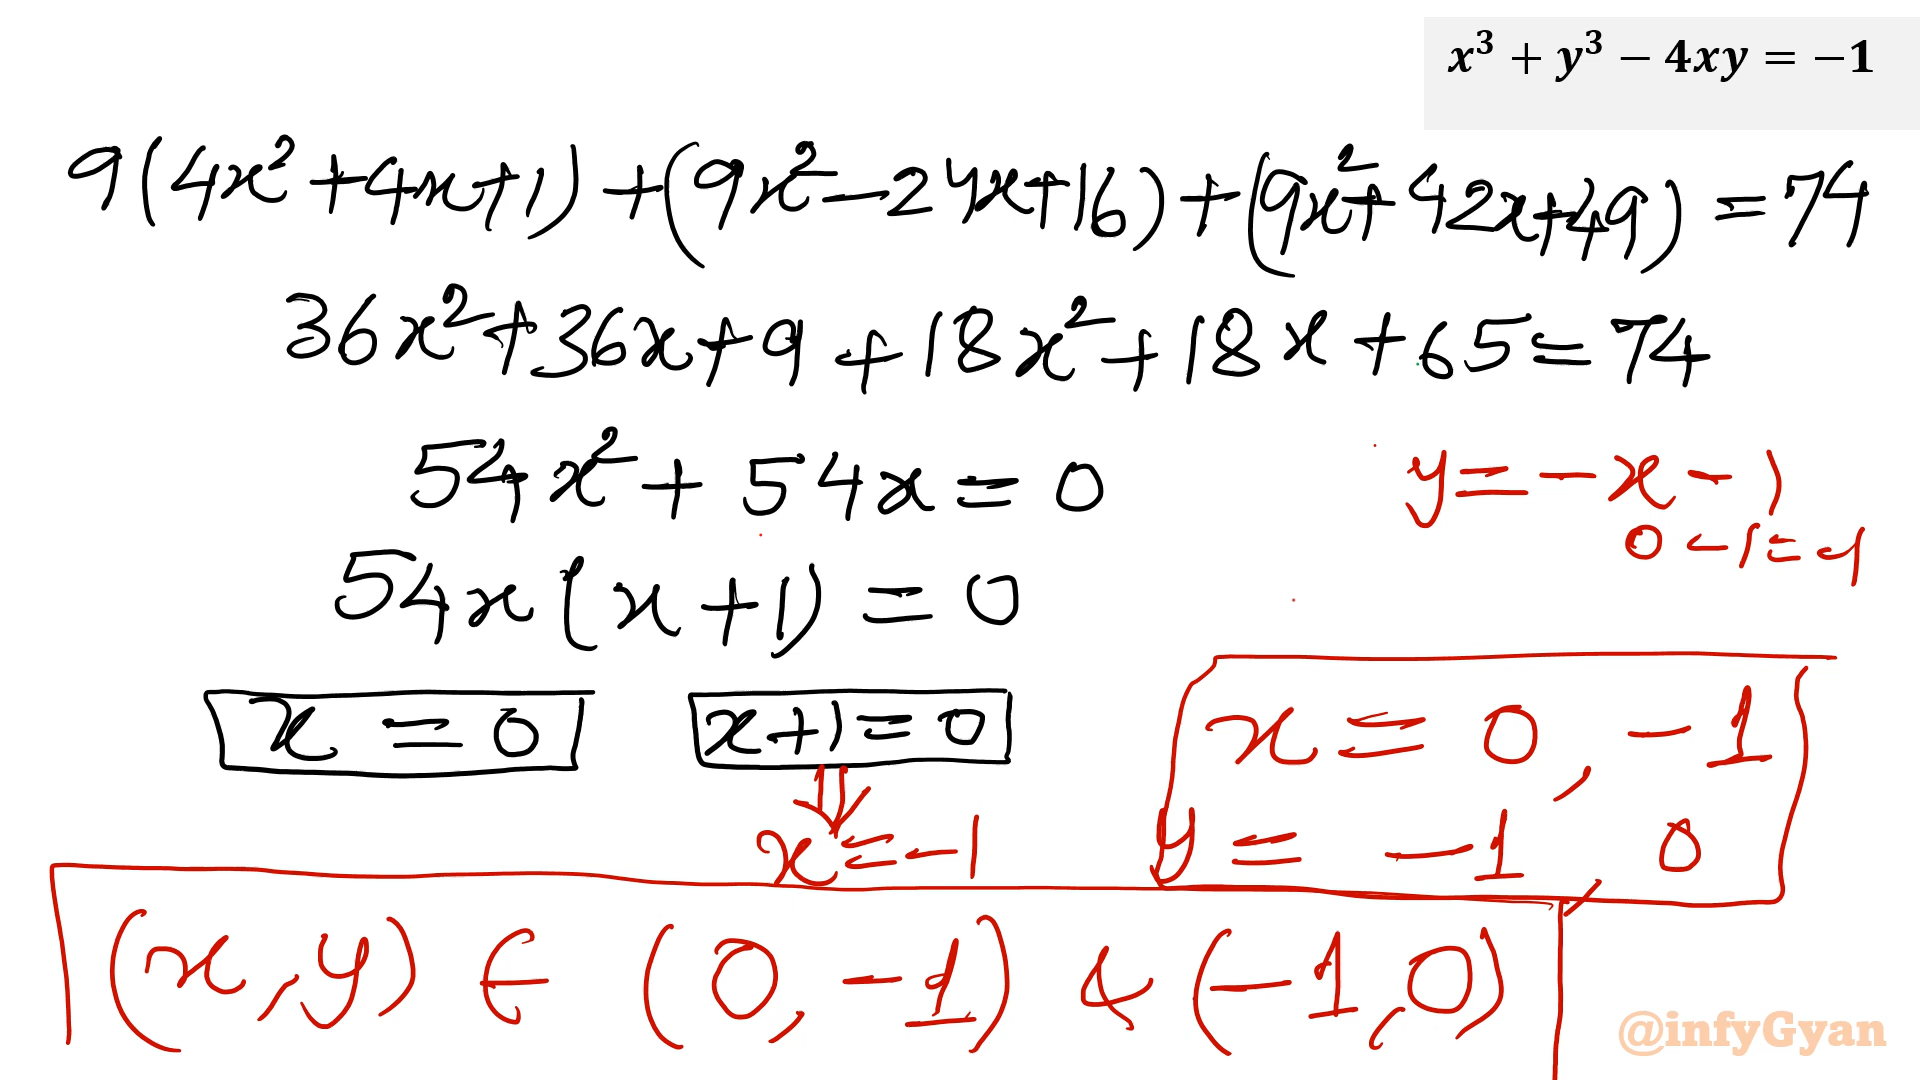 x³ + y³ − 4xy = −1
9(4x²+4x+1) + (9x²−24x+16) + (9x²+42x+49) = 74
36x²+36x+9 + 18x²+18x+65=74
54x²+54x=0
y=−x−1
0−1=−1
54x(x+1)=0
x=0 x+1=0
x=0, −1
x=−1
y=−1, 0
(x,y) ∈ (0,−1) & (−1,0)
@infyGyan